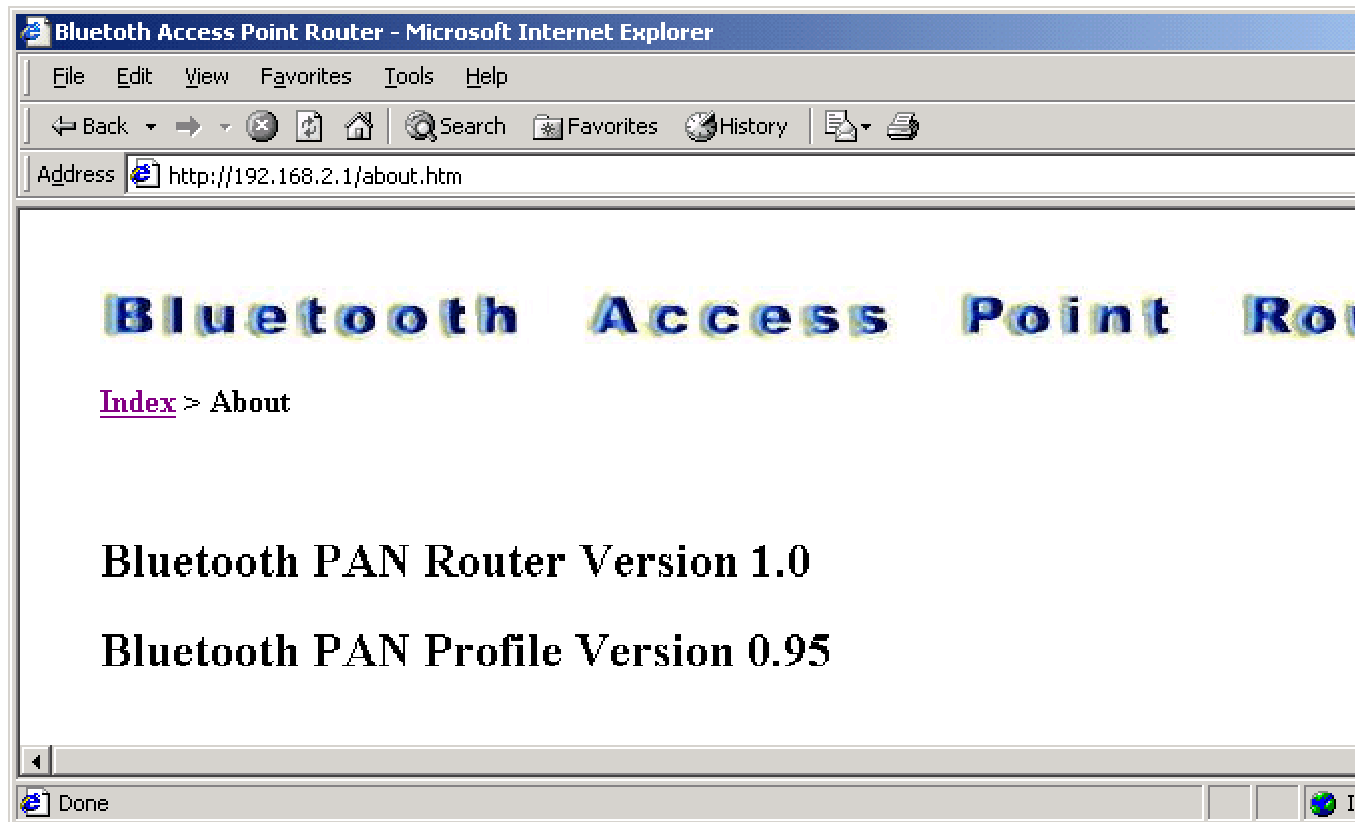 Bluetoth Access Point Router - Microsoft Internet Explorer
File Edit View Favorites Tools Help
Back Search Favorites History
Address http://192.168.2.1/about.htm
Bluetooth Access Point Rou
Index > About
Bluetooth PAN Router Version 1.0
Bluetooth PAN Profile Version 0.95
Done